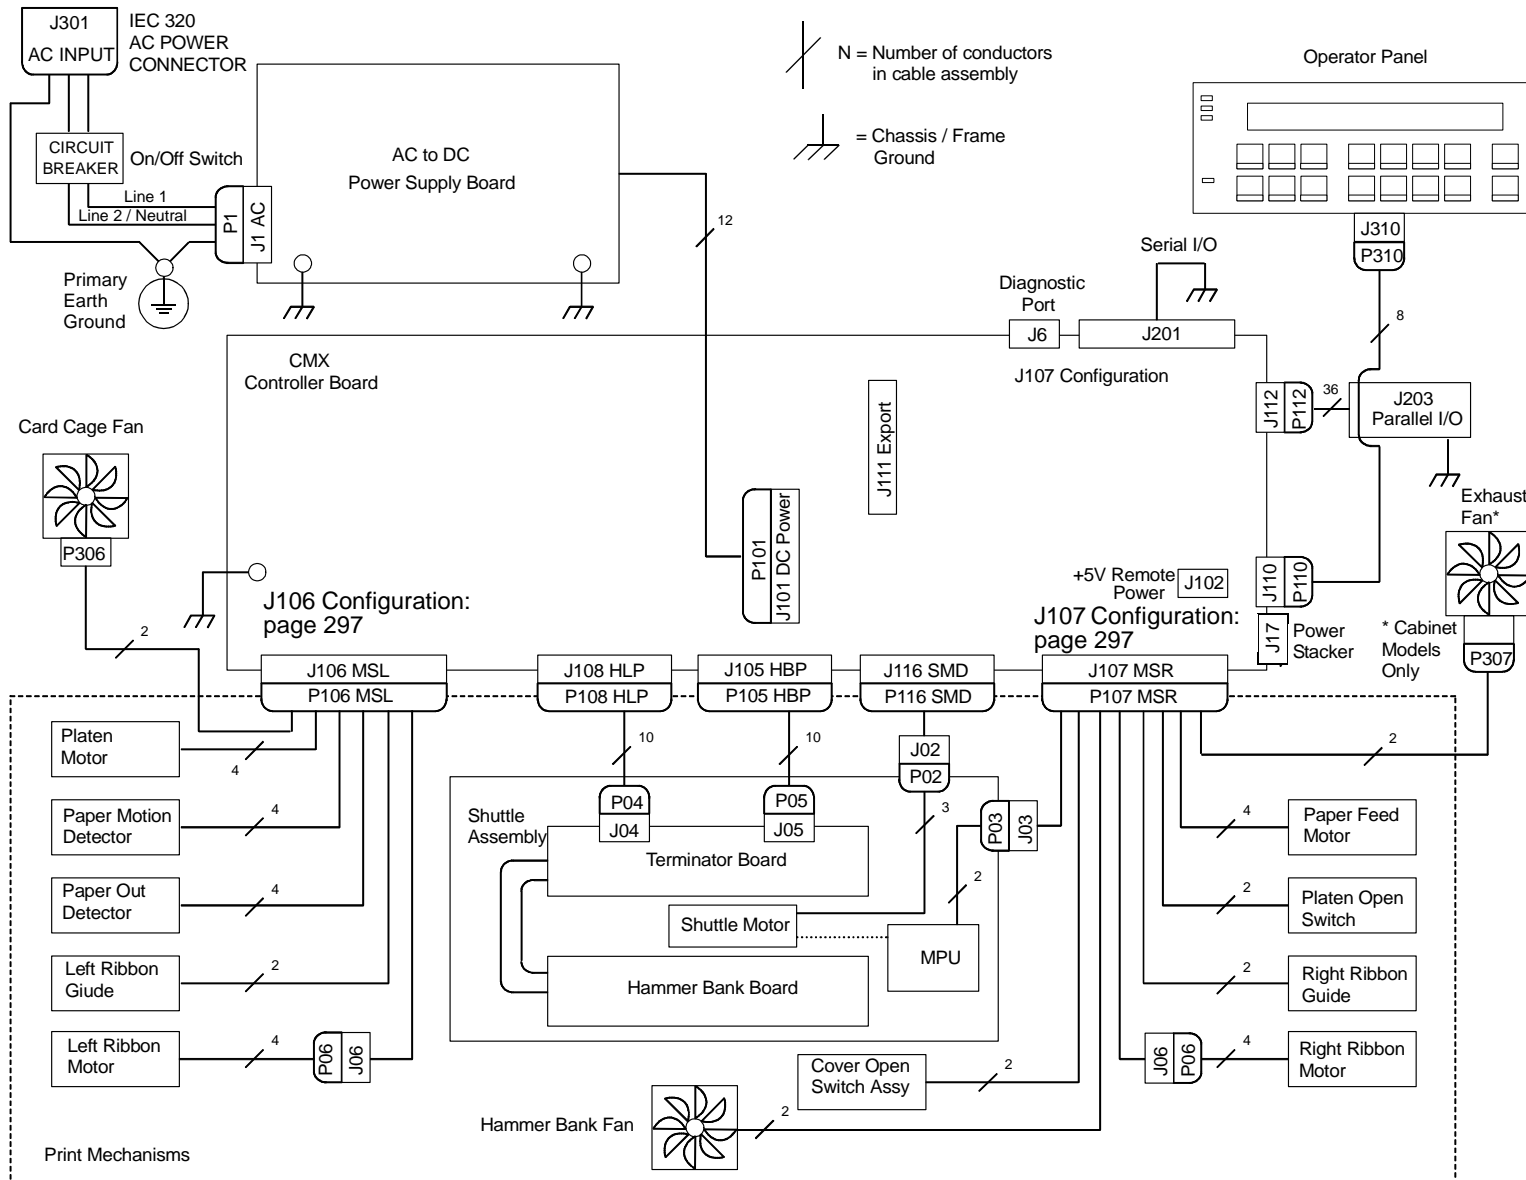 J301
AC INPUT
IEC 320
AC POWER
CONNECTOR
N = Number of conductors
in cable assembly
= Chassis / Frame
Ground
Operator Panel
CIRCUIT
BREAKER
On/Off Switch
AC to DC
Power Supply Board
Line 1
Line 2 / Neutral
P1
J1 AC
12
J310
P310
Primary
Earth
Ground
Serial I/O
Diagnostic
Port
J6
J201
8
CMX
Controller Board
J107 Configuration
J111 Export
J112
P112
36
J203
Parallel I/O
Card Cage Fan
P306
P101
J101 DC Power
Exhaust
Fan*
+5V Remote
Power
J102
J110
P110
J106 Configuration:
page 297
J107 Configuration:
page 297
J17
Power
Stacker
* Cabinet
Models
Only
P307
2
J106 MSL
P106 MSL
J108 HLP
P108 HLP
J105 HBP
P105 HBP
J116 SMD
P116 SMD
J107 MSR
P107 MSR
Platen
Motor
4
10
10
J02
P02
2
Paper Motion
Detector
4
Shuttle
Assembly
P04
J04
P05
J05
3
P03
J03
4
Paper Feed
Motor
Terminator Board
Paper Out
Detector
4
2
2
Platen Open
Switch
Shuttle Motor
MPU
Left Ribbon
Giude
2
Hammer Bank Board
2
Right Ribbon
Guide
Left Ribbon
Motor
4
P06
J06
Cover Open
Switch Assy
2
J06
P06
4
Right Ribbon
Motor
Hammer Bank Fan
2
Print Mechanisms